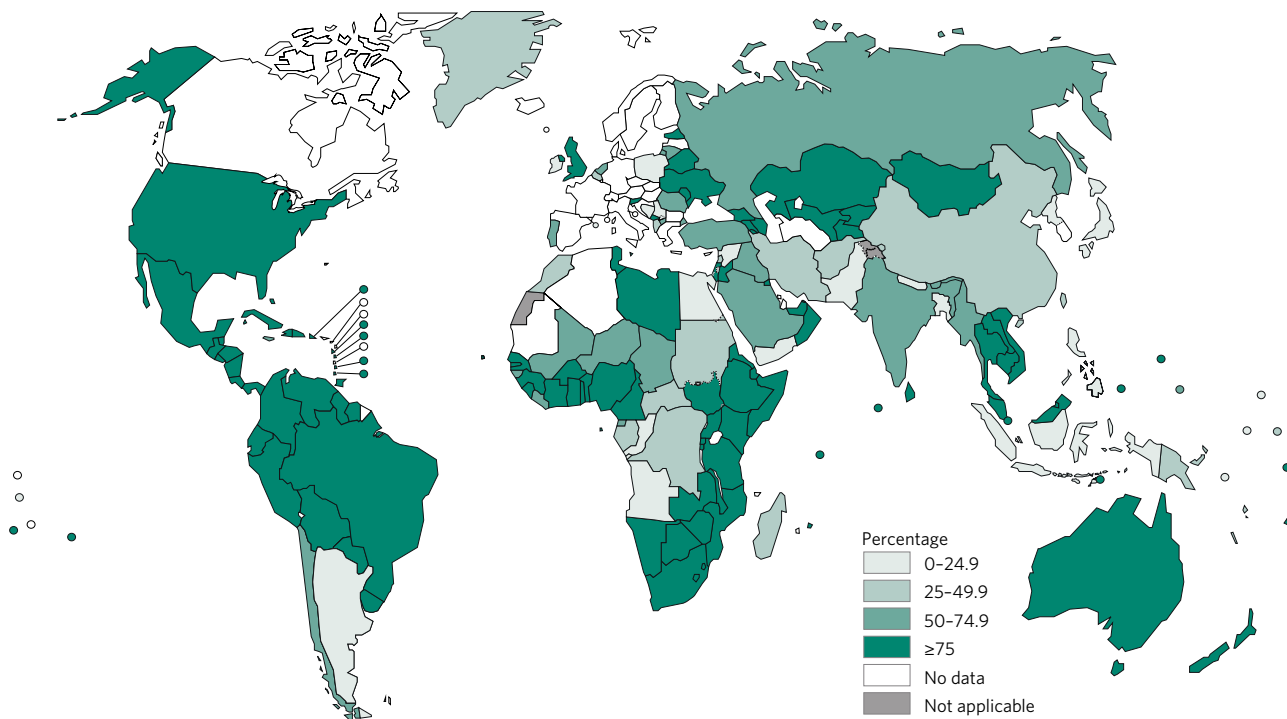 Percentage
0–24.9
25–49.9
50–74.9
≥75
No data
Not applicable